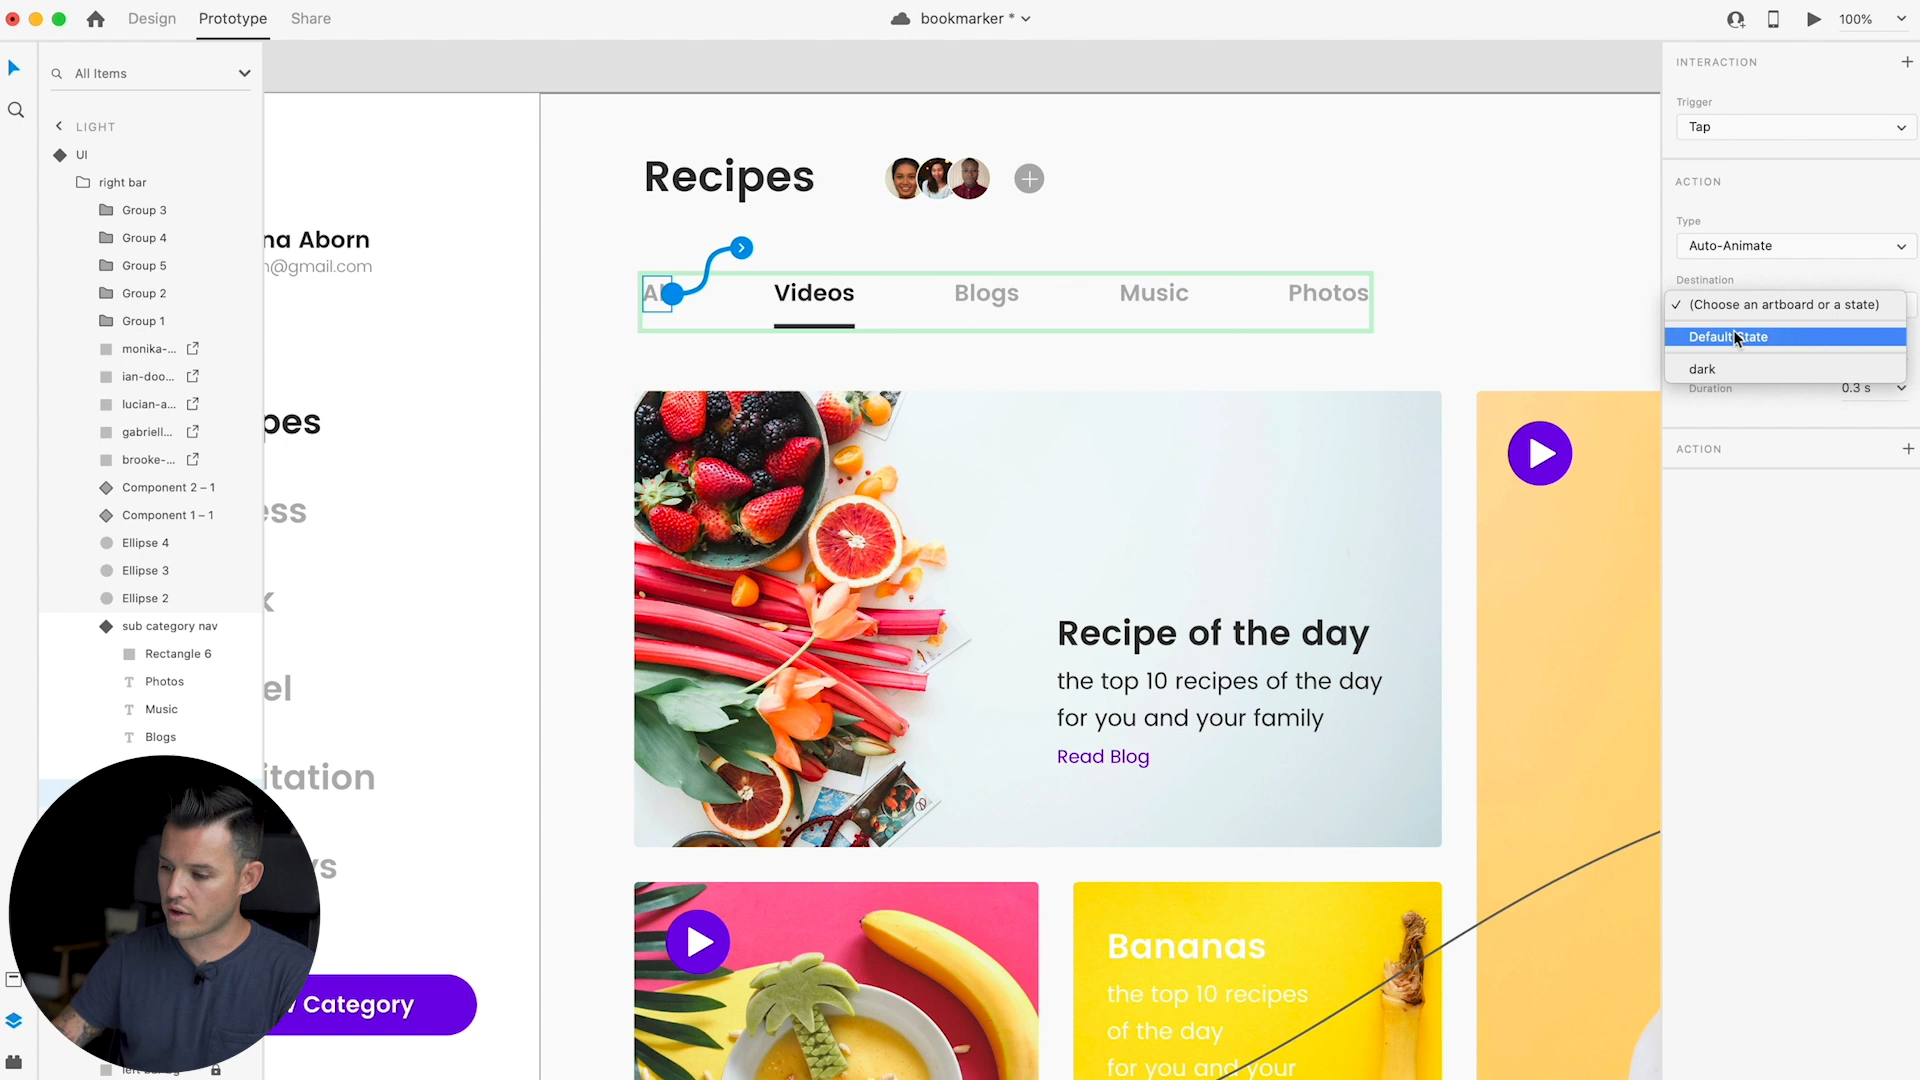 Design
Prototype
Share
bookmarker *
100%
All Items
LIGHT
UI
right bar
Group 3
Group 4
Group 5
Group 2
Group 1
monika-...
ian-doo...
lucian-a...
gabriell...
brooke-...
Component 2 – 1
Component 1 – 1
Ellipse 4
Ellipse 3
Ellipse 2
sub category nav
Rectangle 6
Photos
Music
Blogs
na Aborn
@gmail.com
pes
ess
k
el
itation
ys
Category
Recipes
Videos
Blogs
Music
Photos
Recipe of the day
the top 10 recipes of the day
for you and your family
Read Blog
Bananas
the top 10 recipes
of the day
for you and your
INTERACTION
Trigger
Tap
ACTION
Type
Auto-Animate
Destination
(Choose an artboard or a state)
Default State
dark
Duration
0.3 s
ACTION